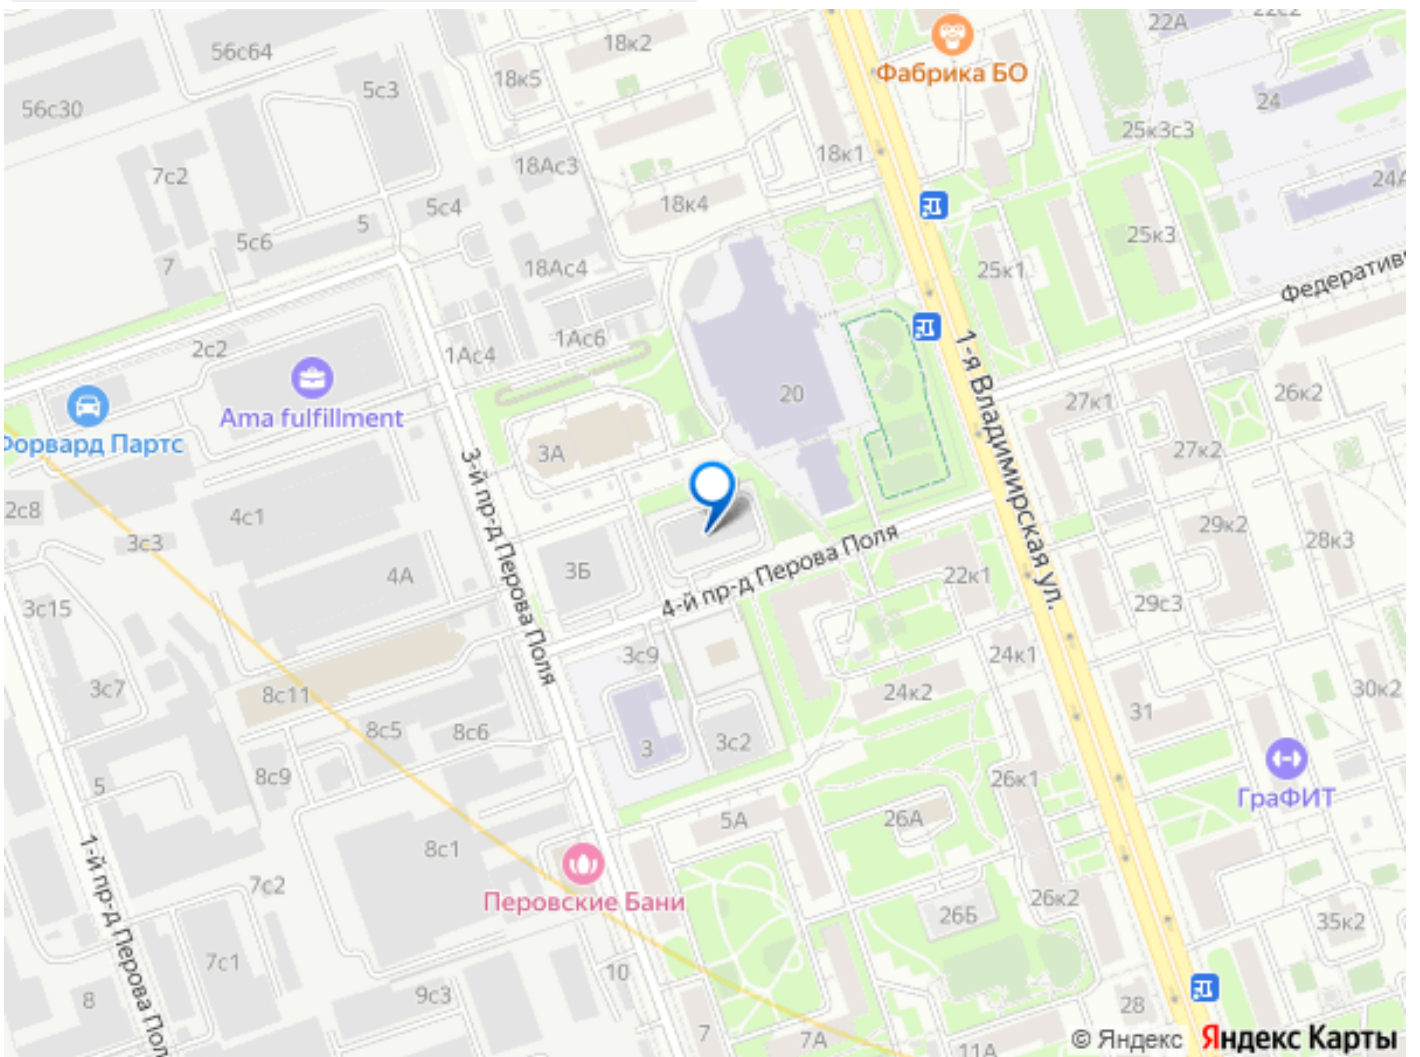 56с64
18к2
22А
22с2
Фабрика БО
18к5
5с3
24
56с30
25к3с3
18к1
7с2
18Ас3
24А
5с4
18к4
5
5с6
25к3
7
18Ас4
25к1
Федератив
1Ас6
2с2
1Ас4
1-я Владимирская ул.
Ama fulfillment
20
27к1
26к2
Форвард Партс
3А
27к2
3-й пр-д Перова Поля
2с8
4с1
29к2
3с3
28к3
4-й пр-д Перова Поля
3Б
4А
22к1
3с15
29с3
3с9
24к1
3с7
8с11
24к2
30к2
31
8с5
8с6
3
3с2
8с9
26к1
5
ГраФИТ
5А
26А
8с1
1-й пр-д Перова Пол
7с2
Перовские Бани
26к2
26Б
35к2
7с1
10
8
9с3
28
7
7А
11А
© Яндекс Яндекс Карты